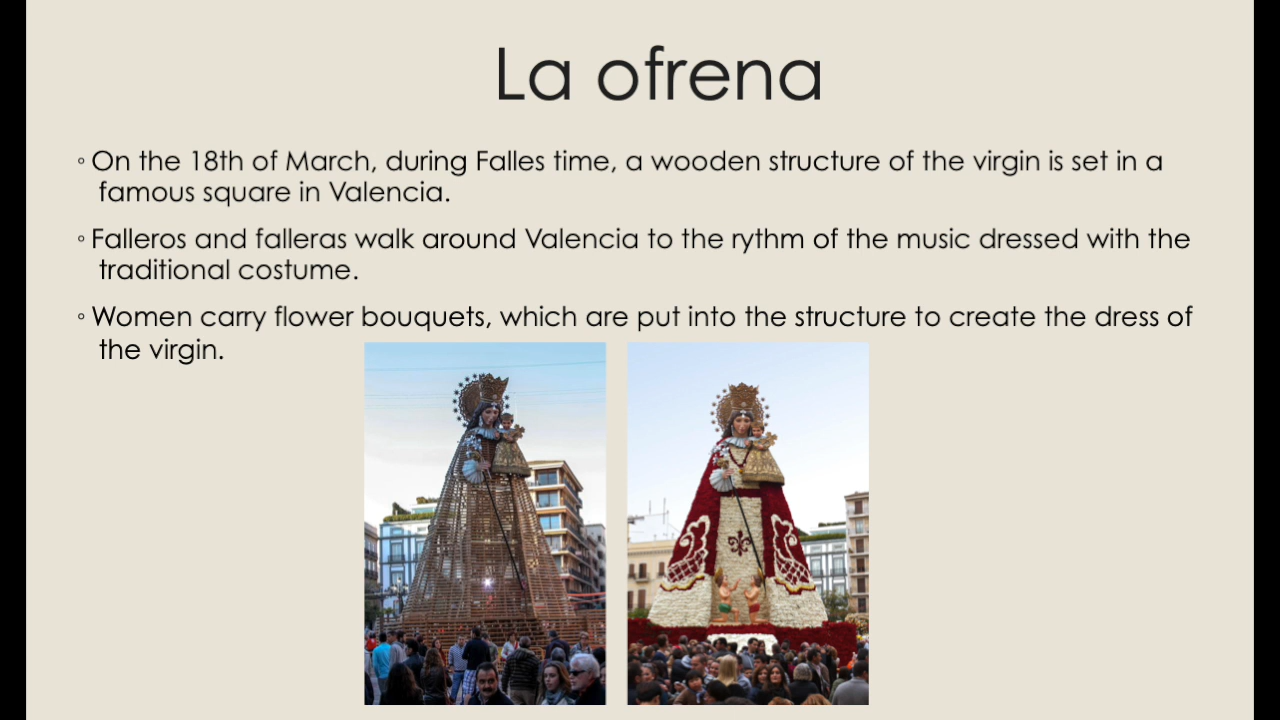 La ofrena
◦ On the 18th of March, during Falles time, a wooden structure of the virgin is set in a
famous square in Valencia.
◦ Falleros and falleras walk around Valencia to the rythm of the music dressed with the
traditional costume.
◦ Women carry flower bouquets, which are put into the structure to create the dress of
the virgin.